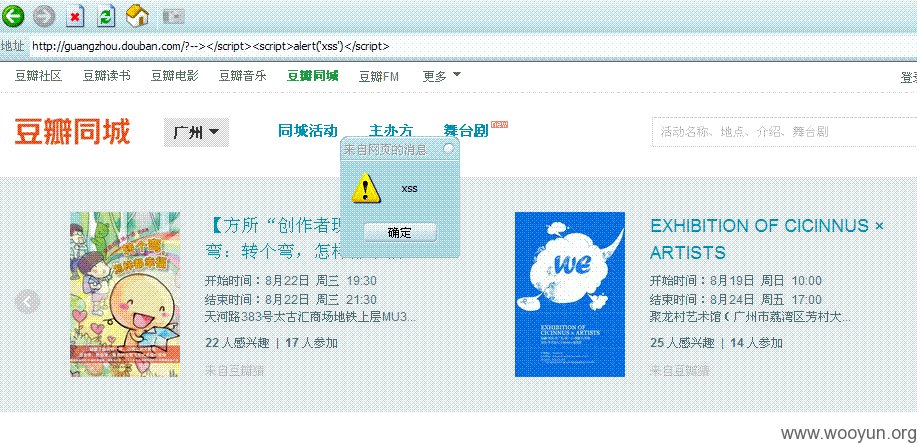 地址 http://guangzhou.douban.com/?--></script><script>alert('xss')</script>
豆瓣社区 豆瓣读书 豆瓣电影 豆瓣音乐 豆瓣同城 豆瓣FM 更多
豆瓣同城 广州 同城活动 主办方 舞台剧 new 活动名称、地点、介绍、舞台剧
来自网页的消息
xss
确定
【方所“创作者现
弯：转个弯，怎样
开始时间：8月22日 周三 19:30
结束时间：8月22日 周三 21:30
天河路383号太古汇商场地铁上层MU3...
22 人感兴趣 | 17 人参加
来自豆瓣猫
WE
EXHIBITION OF CICINNUS × ARTISTS
EXHIBITION OF CICINNUS ×
ARTISTS
开始时间：8月19日 周日 10:00
结束时间：8月24日 周五 17:00
聚龙村艺术馆 ( 广州市荔湾区芳村大...
25 人感兴趣 | 14 人参加
来自豆瓣猫
www.wooyun.org